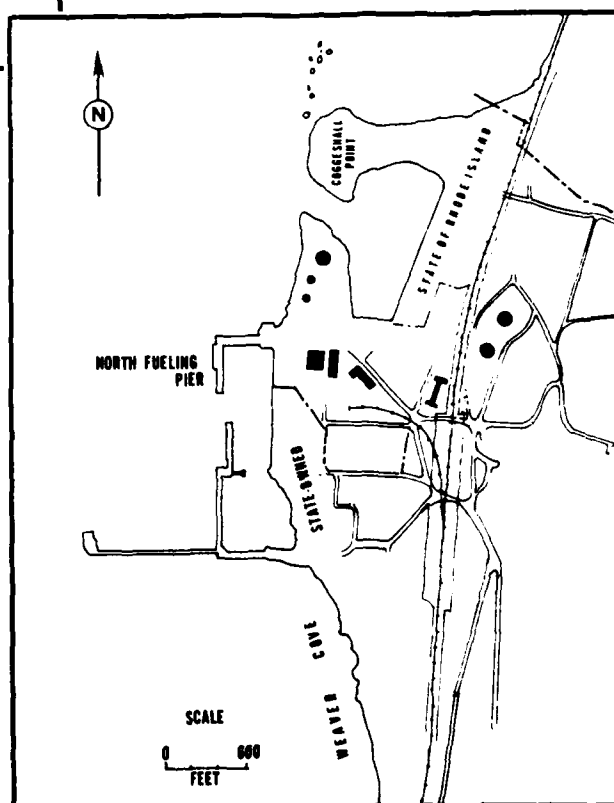 N
COGGESHALL
POINT
STATE OF RHODE ISLAND
NORTH FUELING
PIER
STATE-OWNED
WEAVER COVE
SCALE
0 600
FEET